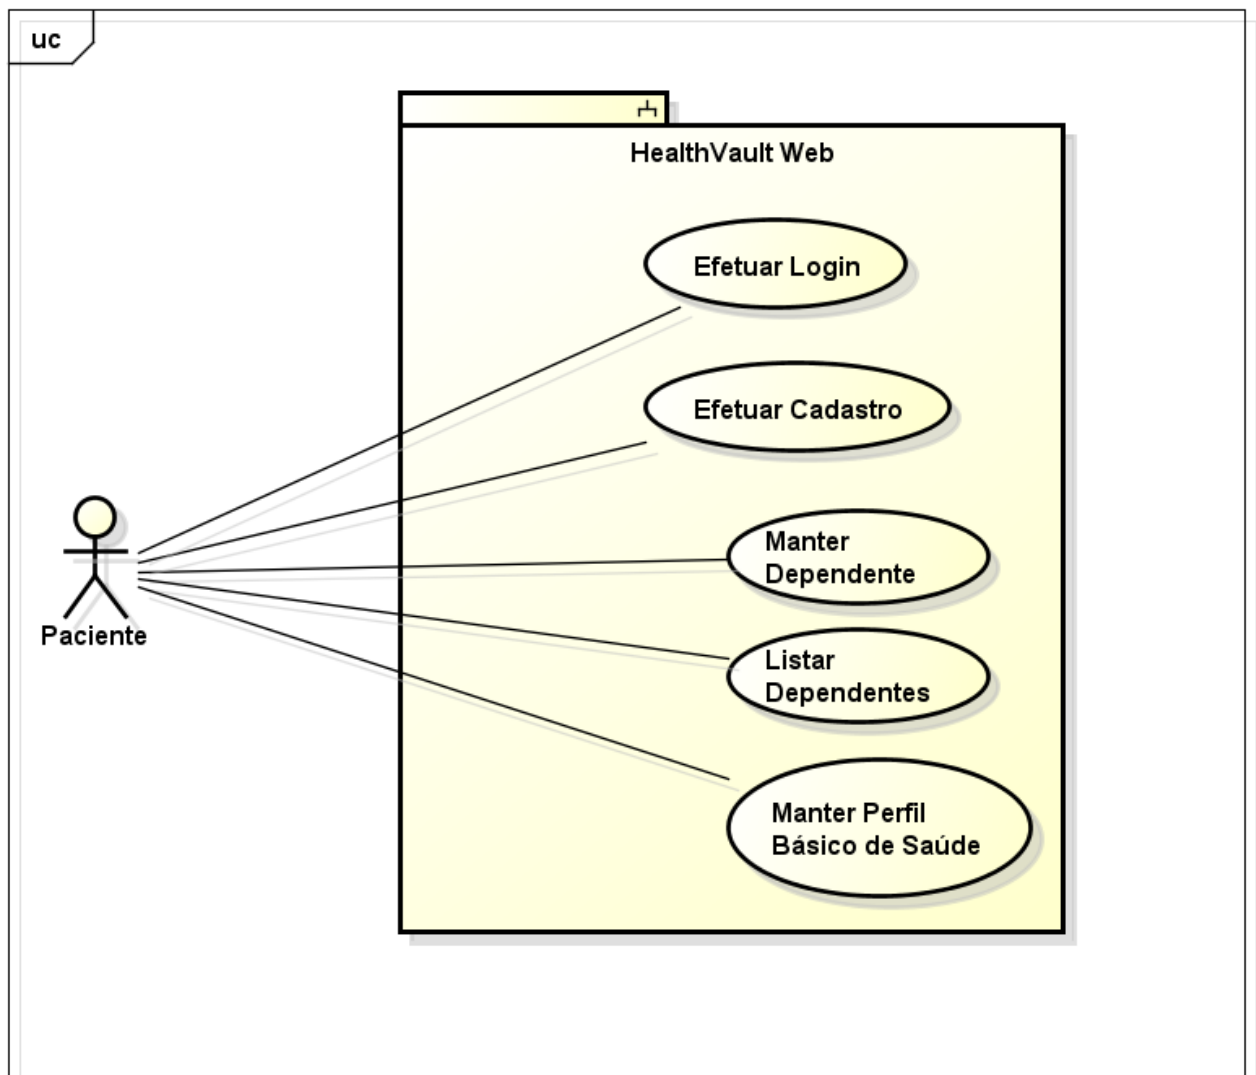 uc
HealthVault Web
Efetuar Login
Efetuar Cadastro
Manter
Dependente
Listar
Dependentes
Manter Perfil
Básico de Saúde
Paciente